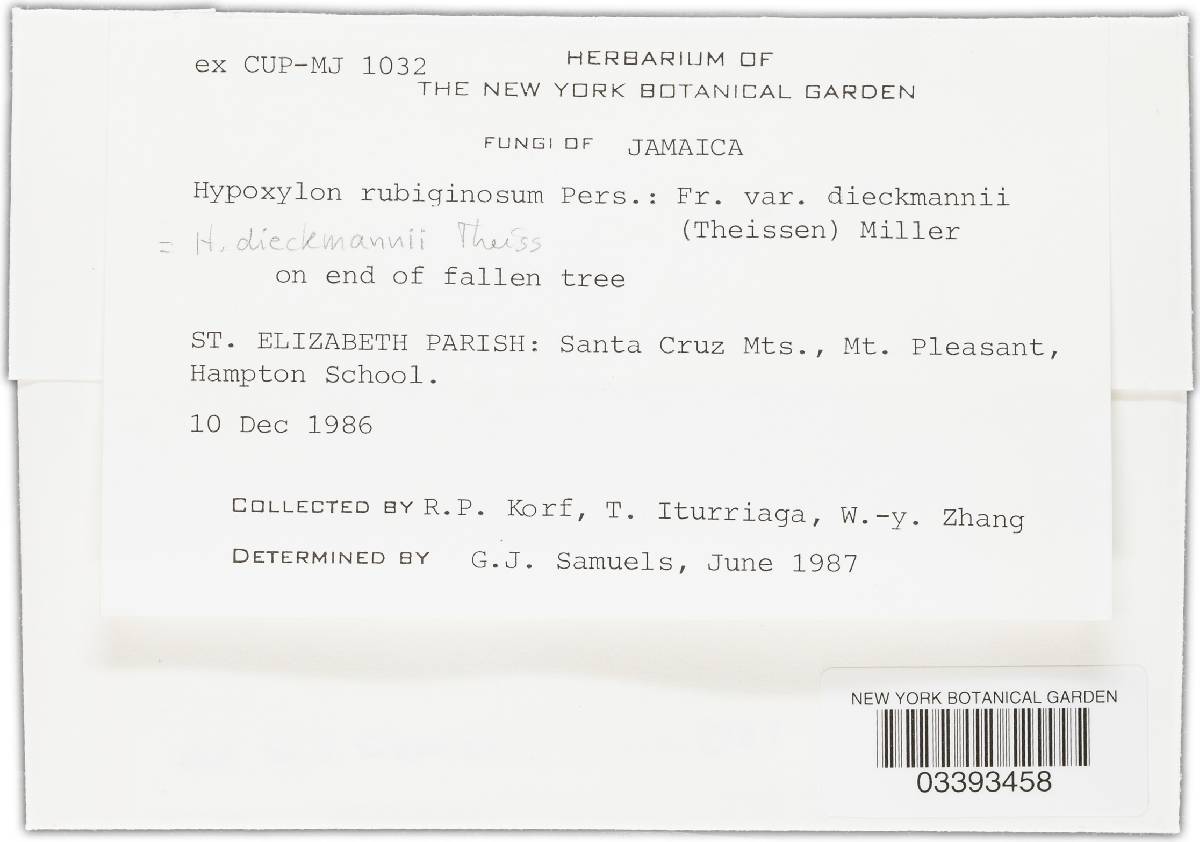 ex CUP-MJ 1032
HERBARIUM OF
THE NEW YORK BOTANICAL GARDEN
FUNGI OF JAMAICA
Hypoxylon rubiginosum Pers.: Fr. var. dieckmannii
(Theissen) Miller
= H. dieckmannii Theiss
on end of fallen tree
ST. ELIZABETH PARISH: Santa Cruz Mts., Mt. Pleasant,
Hampton School.
10 Dec 1986
COLLECTED BY R.P. Korf, T. Iturriaga, W.-y. Zhang
DETERMINED BY G.J. Samuels, June 1987
NEW YORK BOTANICAL GARDEN
03393458